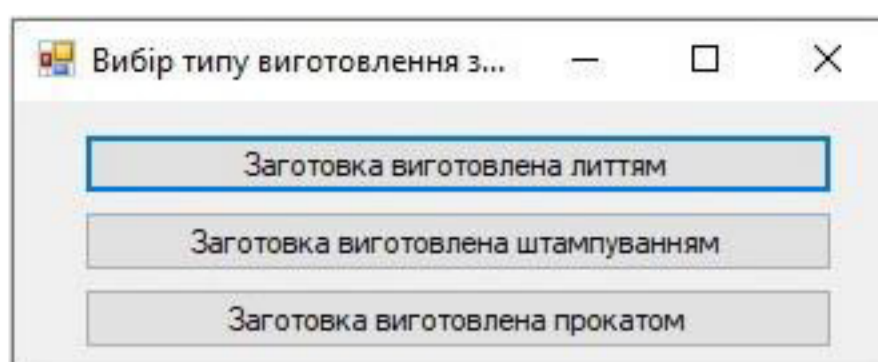 Вибір типу виготовлення з...
Заготовка виготовлена литтям
Заготовка виготовлена штампуванням
Заготовка виготовлена прокатом